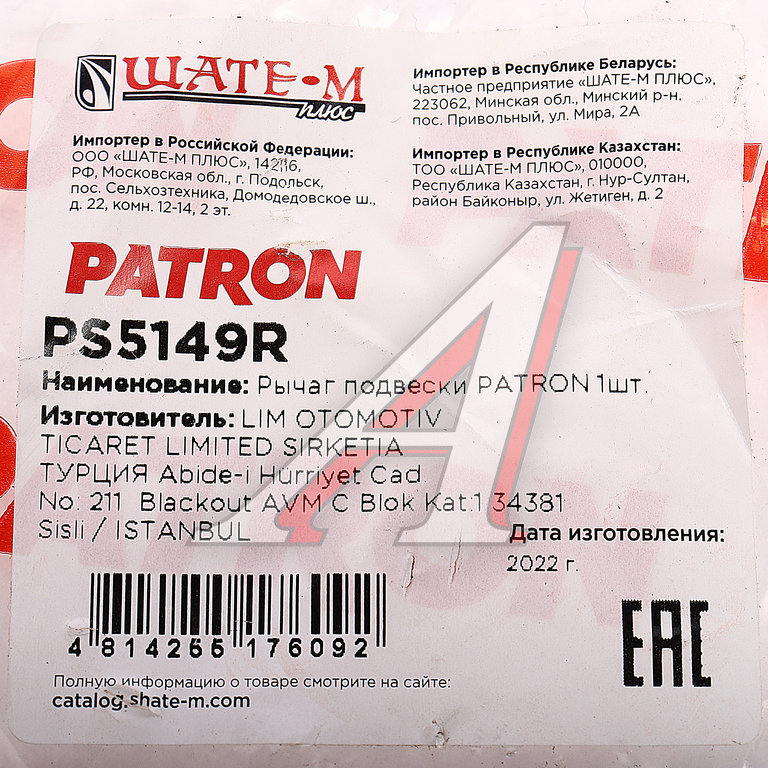 ШАТЕ-М
плюс
Импортер в Российской Федерации:
ООО «ШАТЕ-М ПЛЮС», 142116,
РФ, Московская обл., г. Подольск,
пос. Сельхозтехника, Домодедовское ш.,
д. 22, комн. 12-14, 2 эт.
Импортер в Республике Беларусь:
Частное предприятие «ШАТЕ-М ПЛЮС»,
223062, Минская обл., Минский р-н,
пос. Привольный, ул. Мира, 2А
Импортер в Республике Казахстан:
ТОО «ШАТЕ-М ПЛЮС», 010000,
Республика Казахстан, г. Нур-Султан,
район Байконыр, ул. Жетиген, д. 2
PATRON
PS5149R
Наименование: Рычаг подвески PATRON 1шт.
Изготовитель: LIM OTOMOTIV
TICARET LIMITED SIRKETIA
ТУРЦИЯ Abide-i Hurriyet Cad.
No: 211 Blackout AVM C Blok Kat:1 34381
Sisli / ISTANBUL
Дата изготовления:
2022 г.
4 814255 176092
EAC
Полную информацию о товаре смотрите на сайте:
catalog.shate-m.com